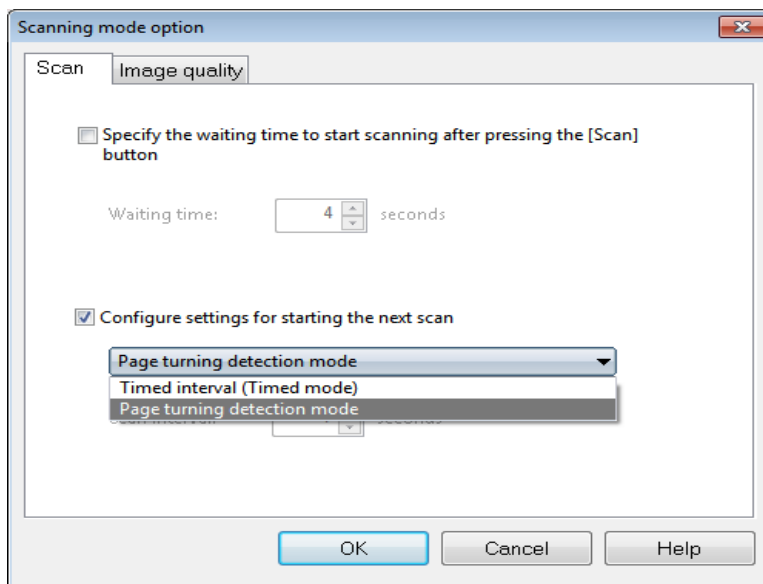 Scanning mode option
Scan
Image quality
Specify the waiting time to start scanning after pressing the [Scan]
button
Waiting time: 4 seconds
Configure settings for starting the next scan
Page turning detection mode
Timed interval (Timed mode)
Page turning detection mode
OK
Cancel
Help